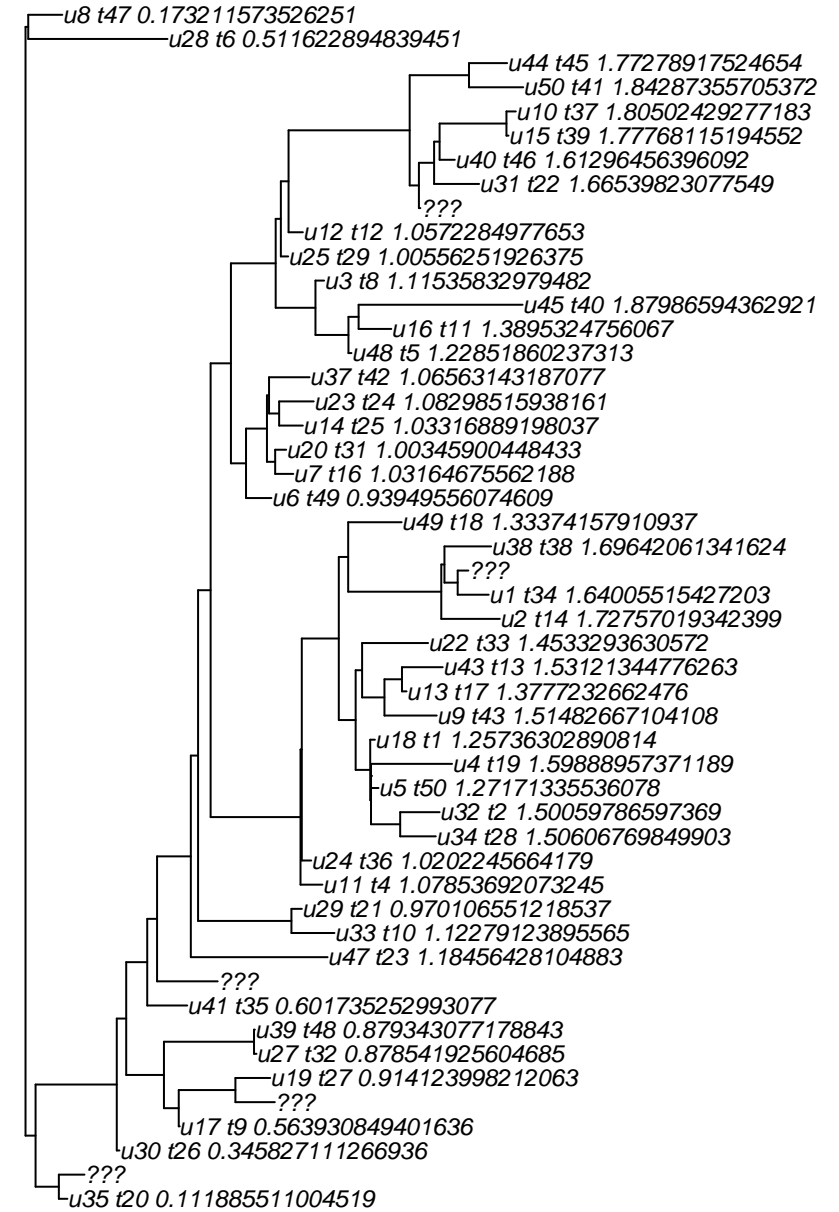 u8 t47 0.173211573526251
u28 t6 0.511622894839451
u44 t45 1.77278917524654
u50 t41 1.84287355705372
u10 t37 1.80502429277183
u15 t39 1.77768115194552
u40 t46 1.61296456396092
u31 t22 1.66539823077549
???
u12 t12 1.0572284977653
u25 t29 1.00556251926375
u3 t8 1.11535832979482
u45 t40 1.87986594362921
u16 t11 1.3895324756067
u48 t5 1.22851860237313
u37 t42 1.06563143187077
u23 t24 1.08298515938161
u14 t25 1.03316889198037
u20 t31 1.00345900448433
u7 t16 1.03164675562188
u6 t49 0.93949556074609
u49 t18 1.33374157910937
u38 t38 1.69642061341624
???
u1 t34 1.64005515427203
u2 t14 1.72757019342399
u22 t33 1.4533293630572
u43 t13 1.53121344776263
u13 t17 1.3777232662476
u9 t43 1.51482667104108
u18 t1 1.25736302890814
u4 t19 1.59888957371189
u5 t50 1.27171335536078
u32 t2 1.50059786597369
u34 t28 1.50606769849903
u24 t36 1.0202245664179
u11 t4 1.07853692073245
u29 t21 0.970106551218537
u33 t10 1.12279123895565
u47 t23 1.18456428104883
???
u41 t35 0.601735252993077
u39 t48 0.879343077178843
u27 t32 0.878541925604685
u19 t27 0.914123998212063
???
u17 t9 0.563930849401636
u30 t26 0.345827111266936
???
u35 t20 0.111885511004519